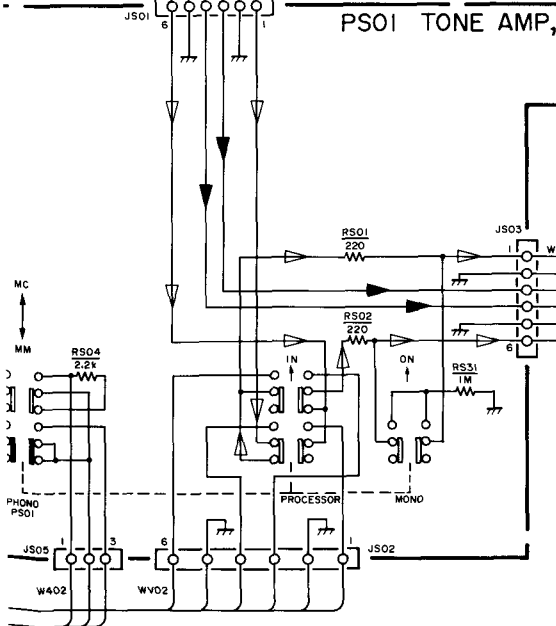 JS01
6 1
PS01 TONE AMP,
RS01
220
JS03
1
W
MC
MM
RS04
2.2k
RS02
220
6
IN
ON
RS31
1M
PHONO
PS01
PROCESSOR
MONO
JS05
1 3
6 1
JS02
W402
WV02